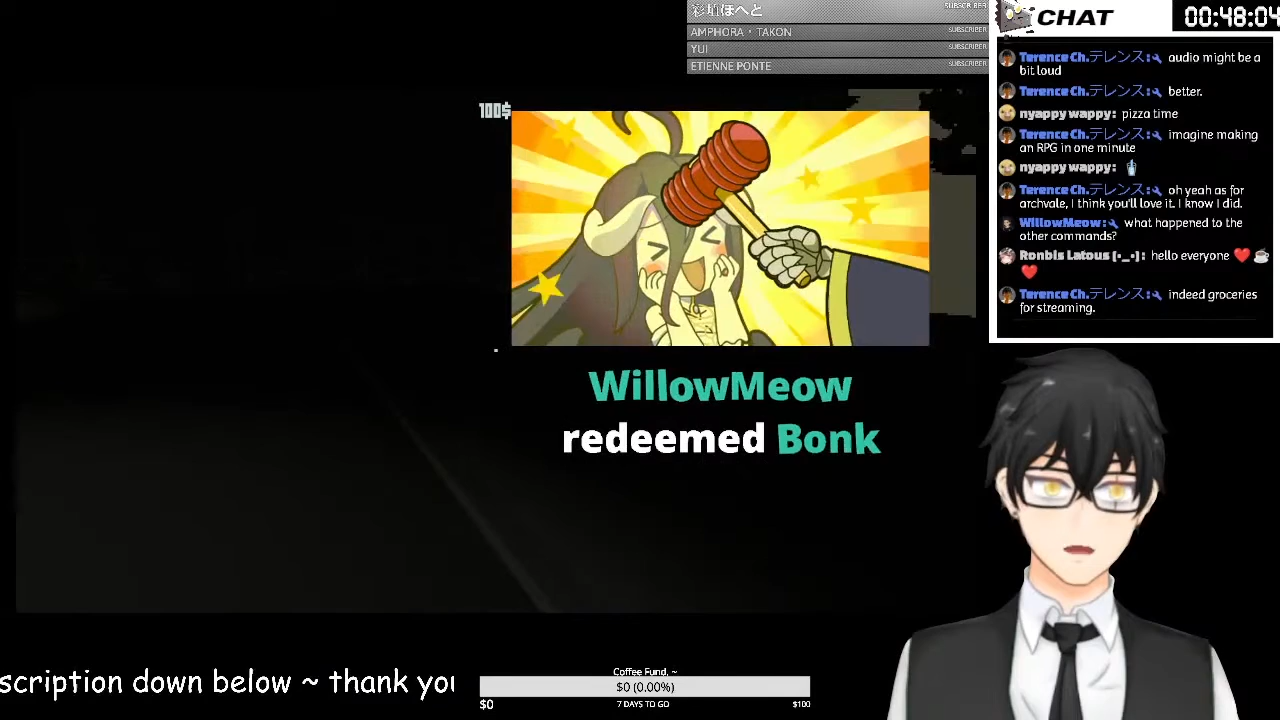 彩埴ほへと SUBSCRIBER
AMPHORA・TAKON SUBSCRIBER
YUI SUBSCRIBER
ETIENNE PONTE SUBSCRIBER
100$
WillowMeow
redeemed Bonk
CHAT
00:48:04
Terence Ch.テレンス: audio might be a
bit loud
Terence Ch.テレンス: better.
nyappy wappy: pizza time
Terence Ch.テレンス: imagine making
an RPG in one minute
nyappy wappy:
Terence Ch.テレンス: oh yeah as for
archvale, I think you'll love it. I know I did.
WillowMeow: what happened to the
other commands?
Ronbis Latous [•_•]: hello everyone ❤️☕
❤️
Terence Ch.テレンス: indeed groceries
for streaming.
scription down below ~ thank you
Coffee Fund, ~
$0 (0.00%)
$0 7 DAYS TO GO $100